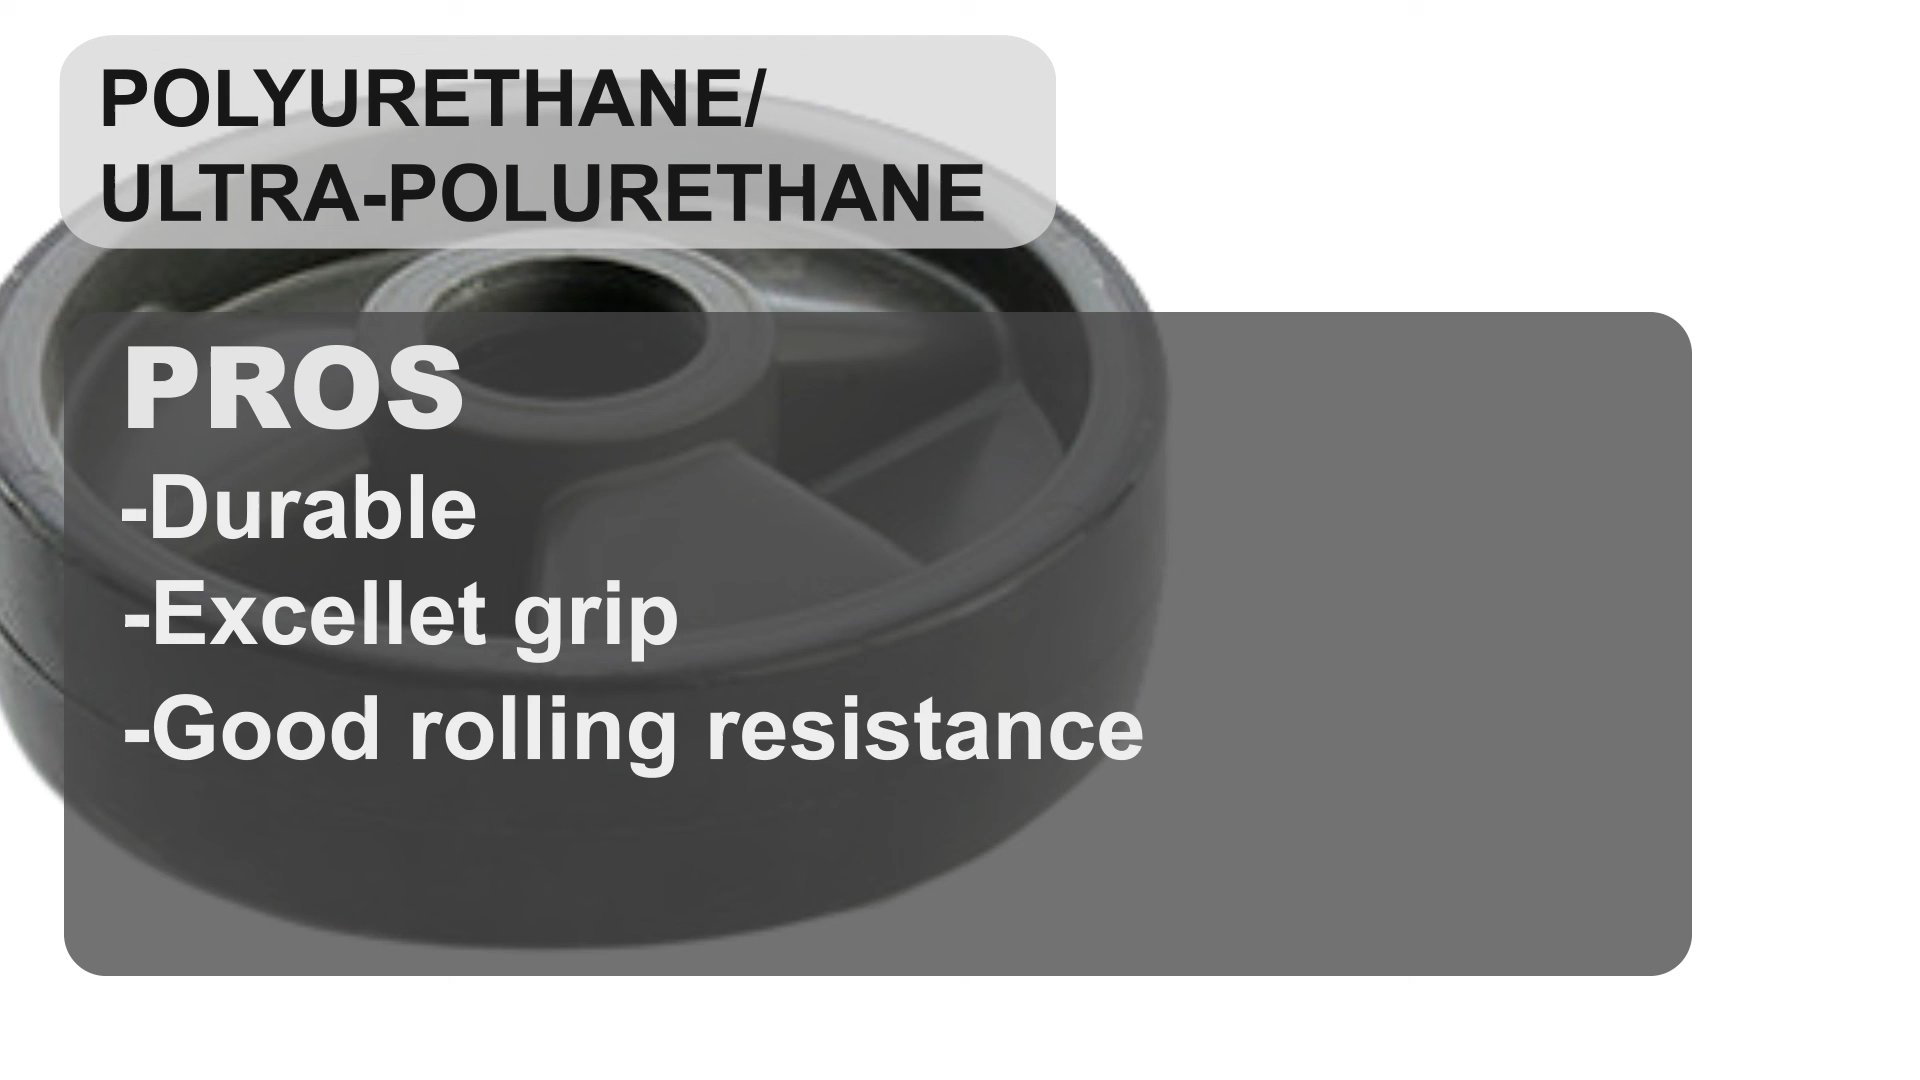 POLYURETHANE/
ULTRA-POLURETHANE
PROS
-Durable
-Excellet grip
-Good rolling resistance